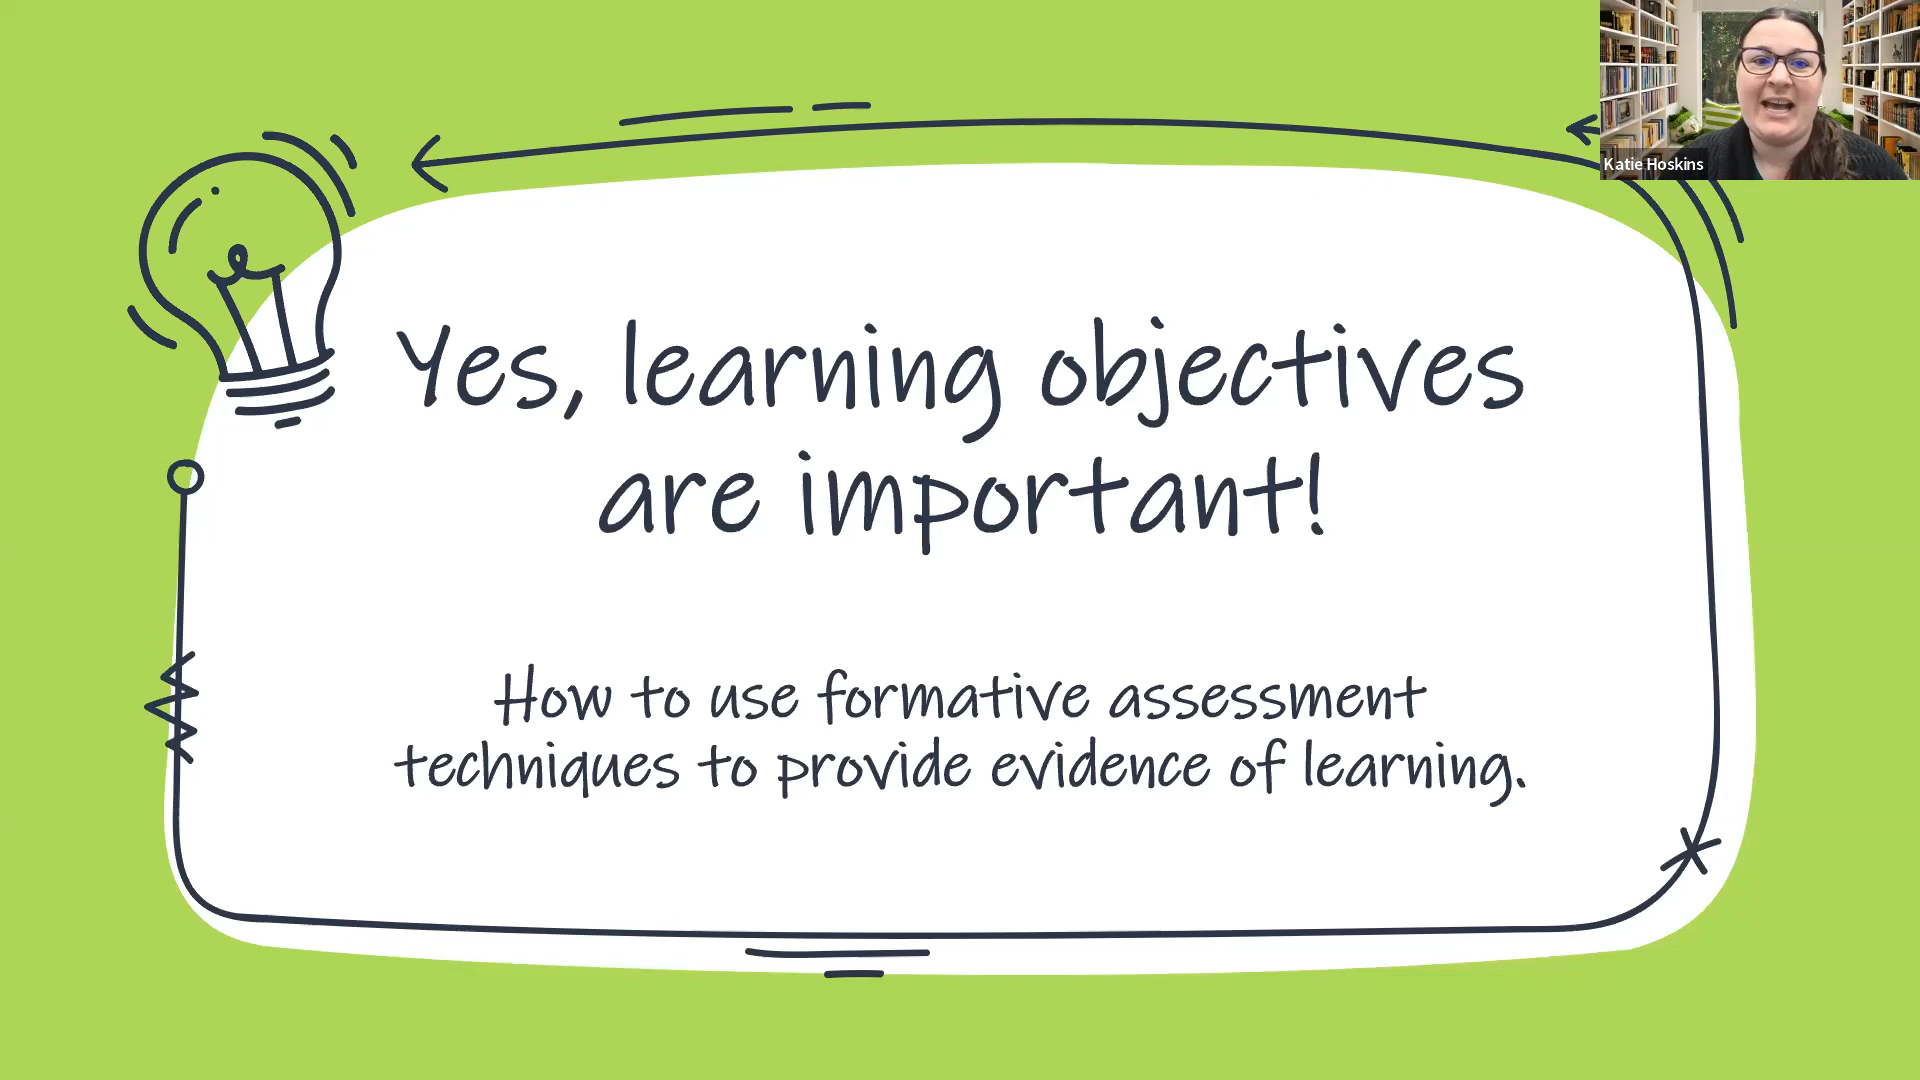 Katie Hoskins
Yes, learning objectives
are important!
How to use formative assessment
techniques to provide evidence of learning.